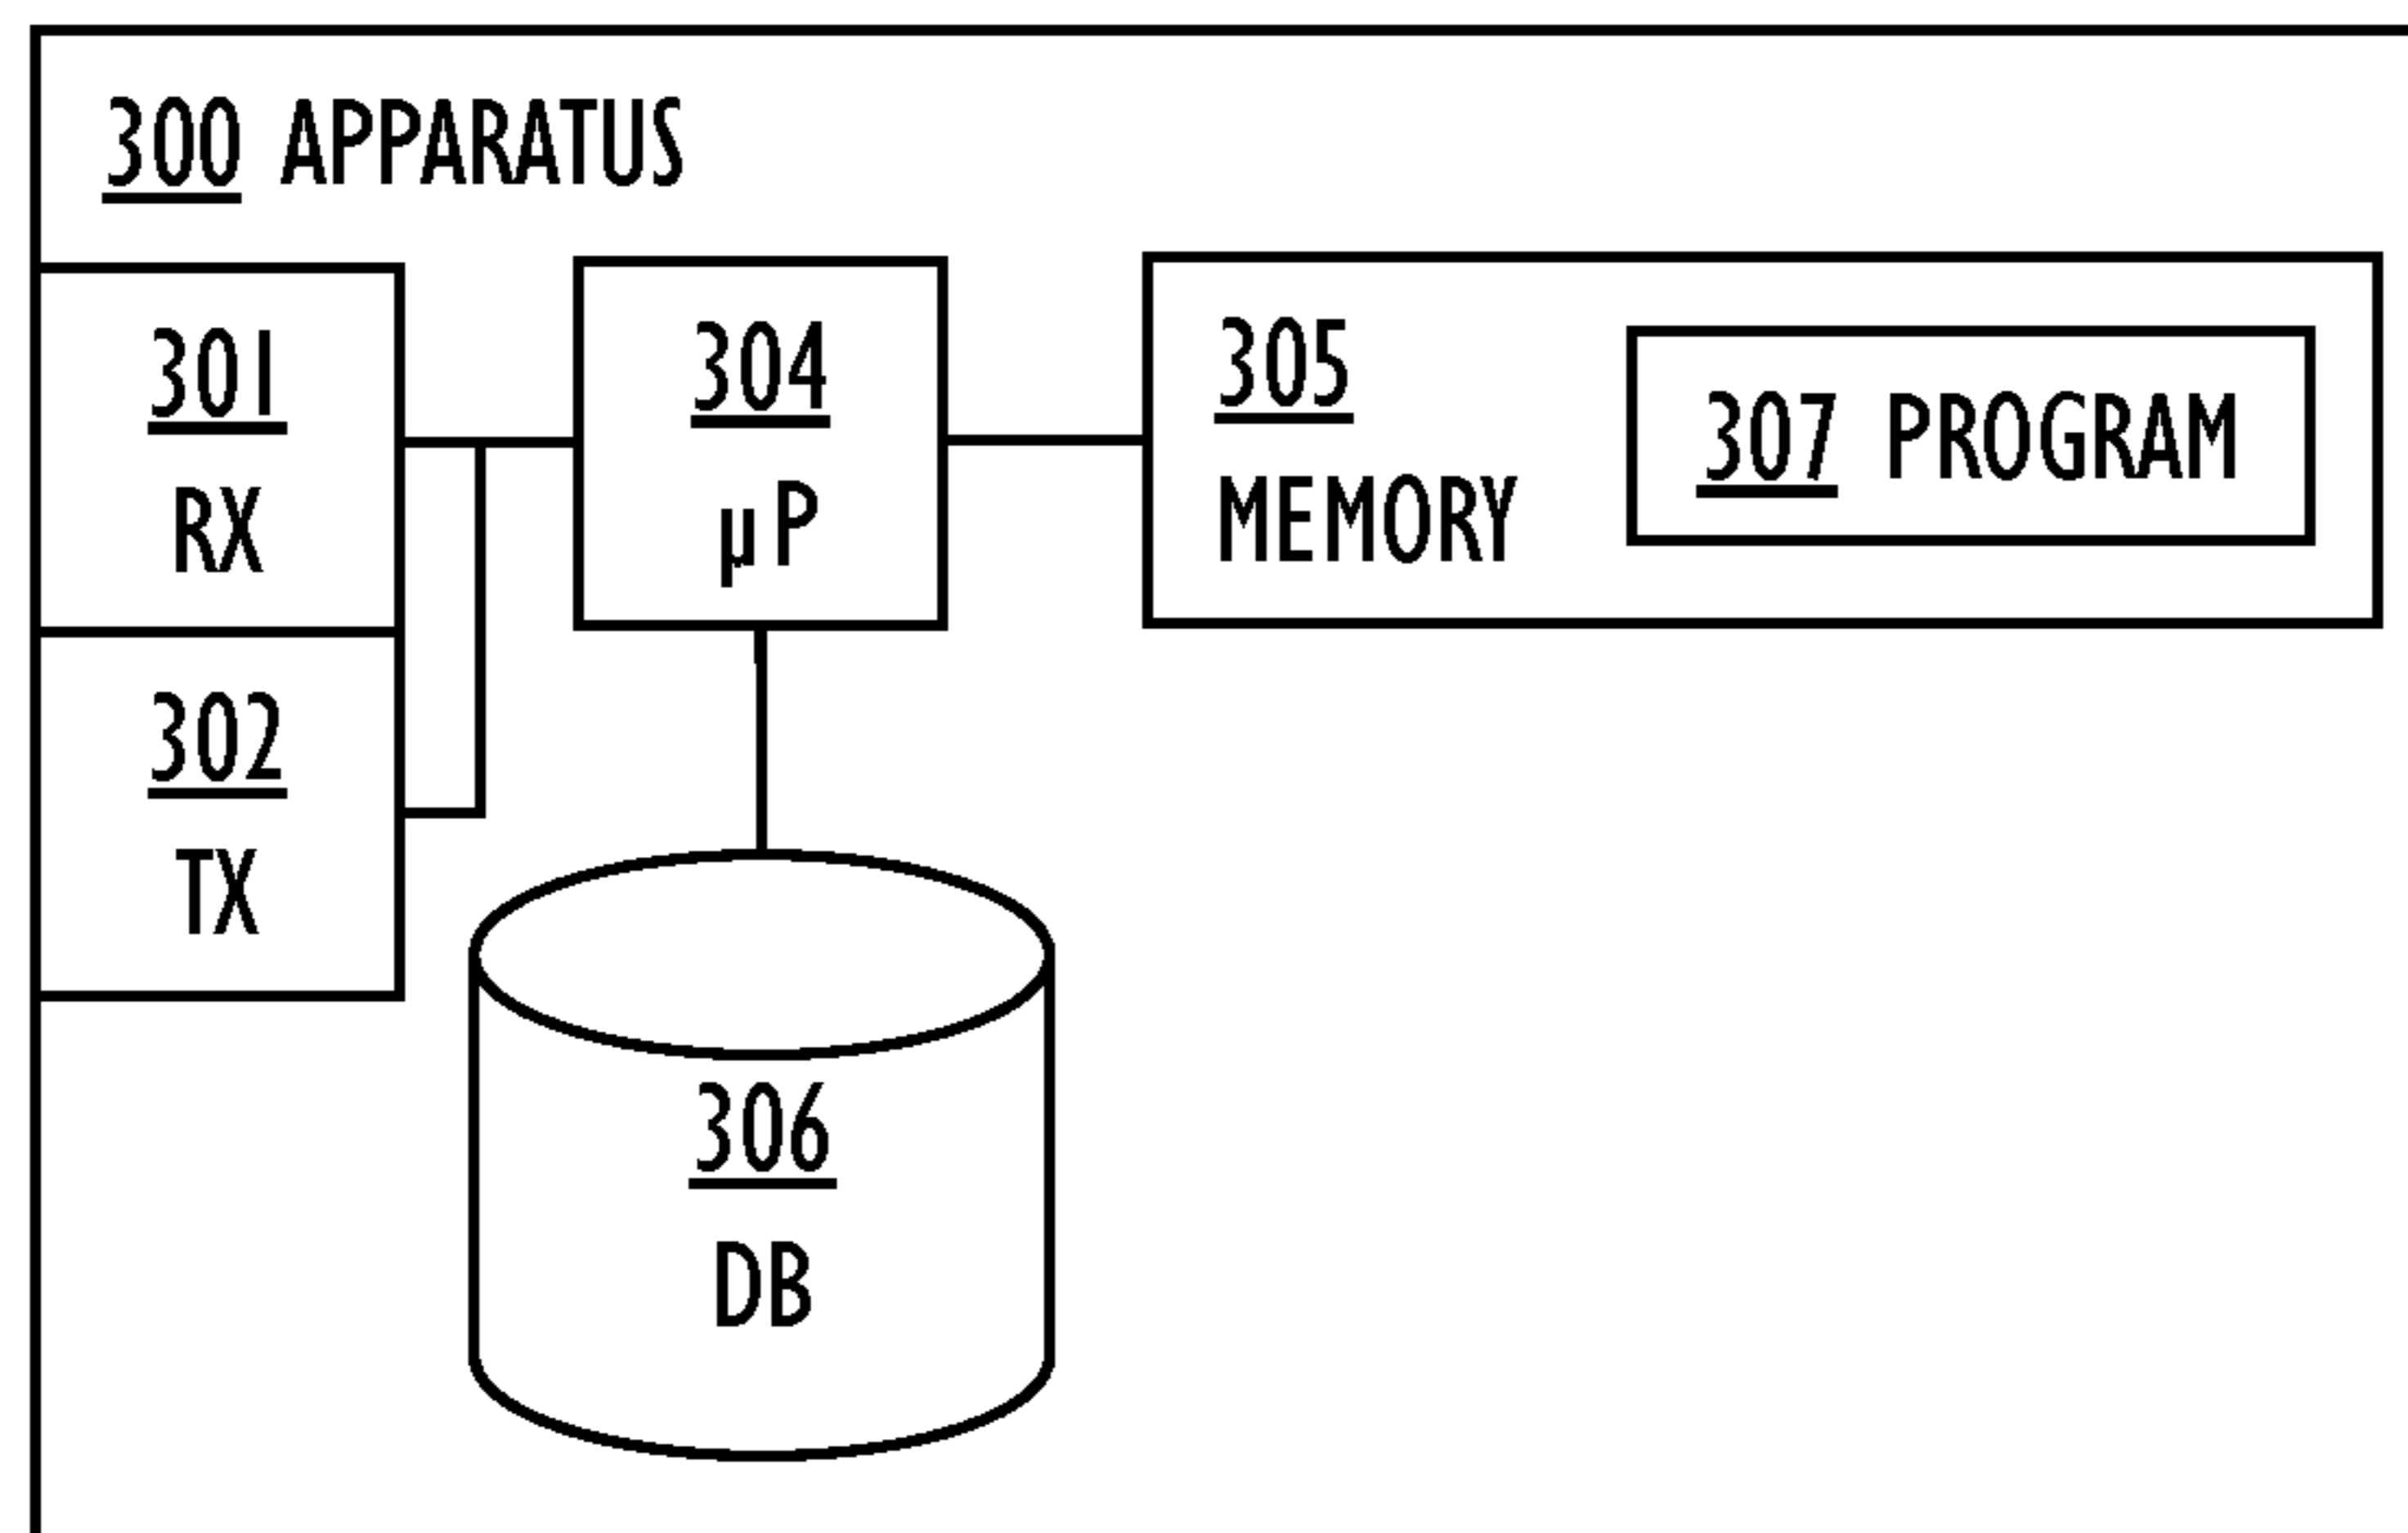 300 APPARATUS
301
RX
304
µP
305
MEMORY
307 PROGRAM
302
TX
306
DB